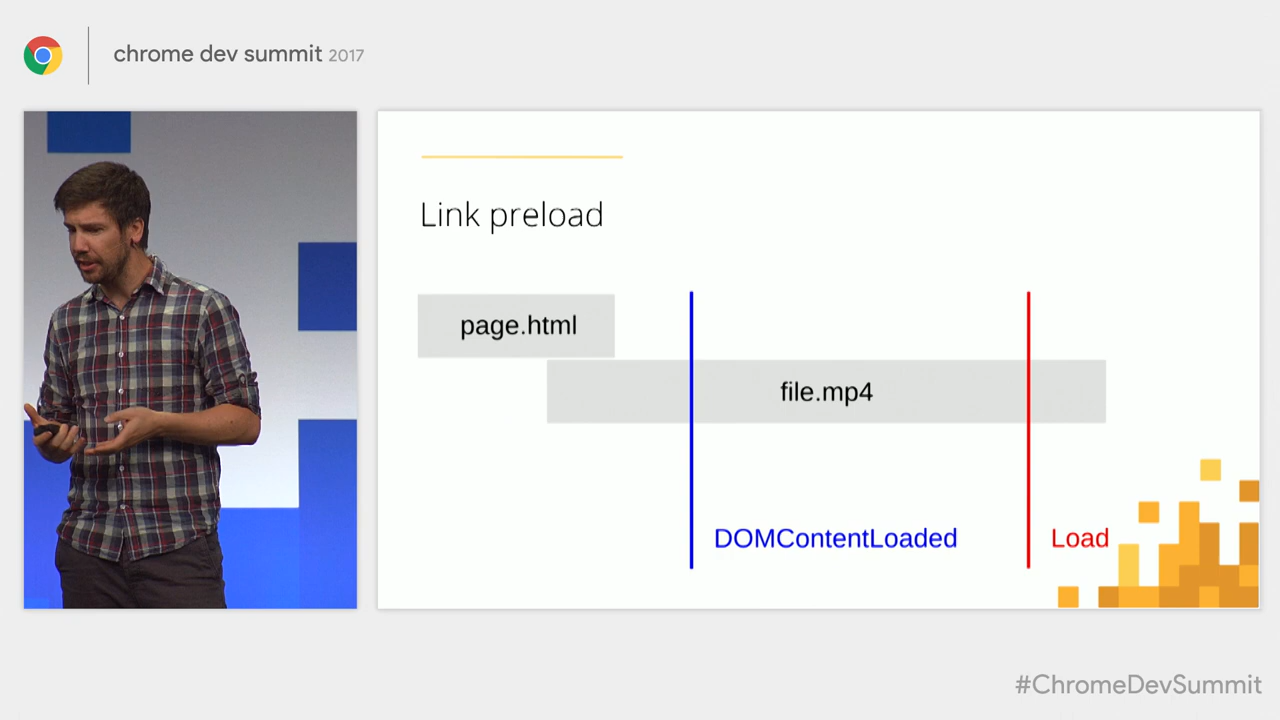 chrome dev summit 2017
Link preload
page.html
file.mp4
DOMContentLoaded
Load
#ChromeDevSummit